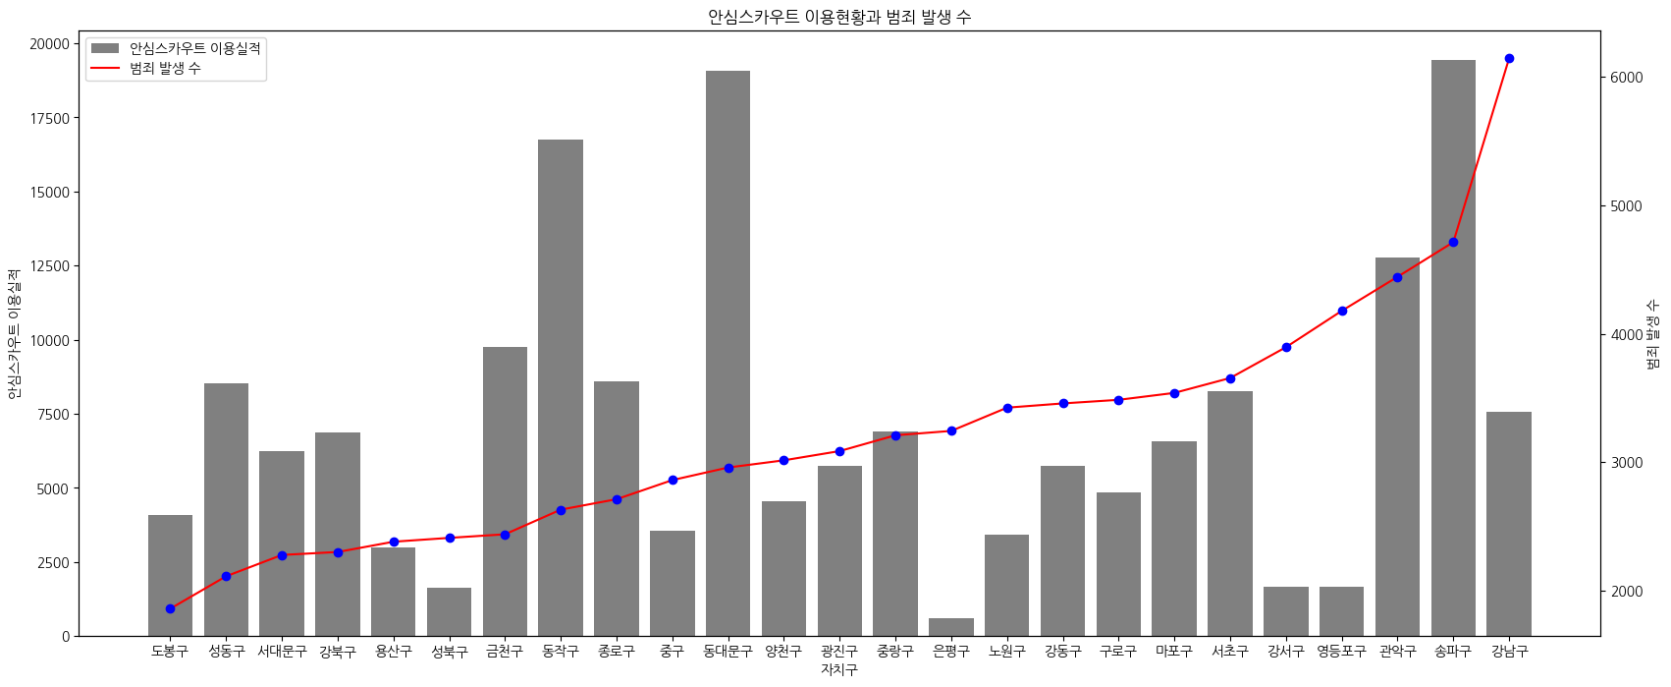 안심스카우트 이용현황과 범죄 발생 수
안심스카우트 이용실적
범죄 발생 수
20000
17500
15000
12500
10000
7500
5000
2500
0
안심스카우트 이용실적
6000
5000
4000
3000
2000
범죄 발생 수
도봉구 성동구 서대문구 강북구 용산구 성북구 금천구 동작구 종로구 중구 동대문구 양천구 광진구 중랑구 은평구 노원구 강동구 구로구 마포구 서초구 강서구 영등포구 관악구 송파구 강남구
자치구